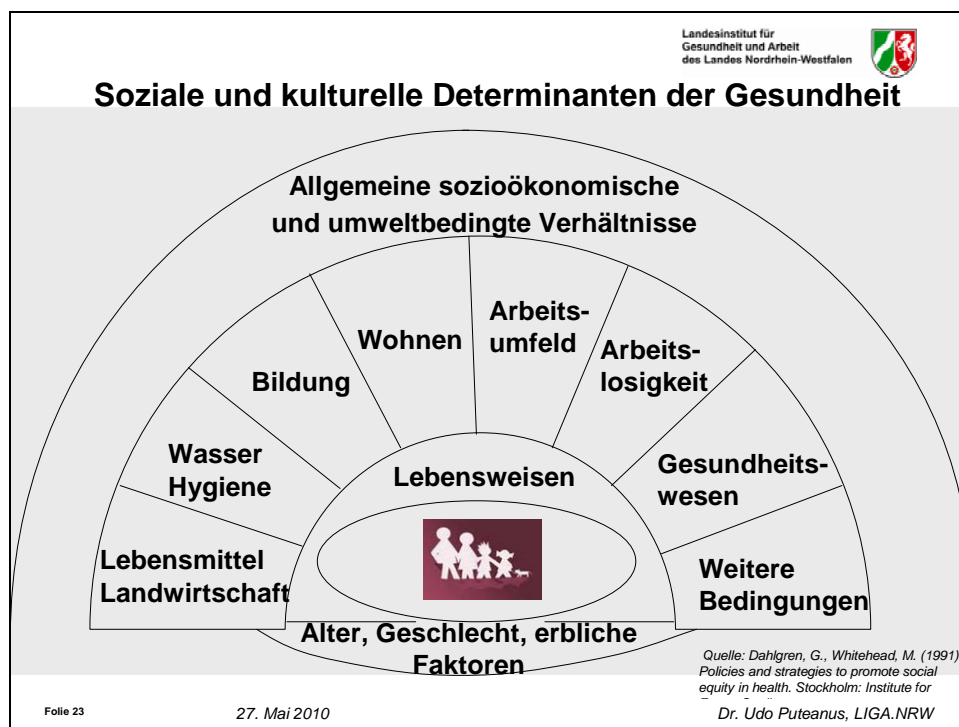 Landesinstitut für
Gesundheit und Arbeit
des Landes Nordrhein-Westfalen
Soziale und kulturelle Determinanten der Gesundheit
Allgemeine sozioökonomische
und umweltbedingte Verhältnisse
Lebensmittel
Landwirtschaft
Wasser
Hygiene
Bildung
Wohnen
Arbeits-
umfeld
Arbeits-
losigkeit
Gesundheits-
wesen
Weitere
Bedingungen
Lebensweisen
Alter, Geschlecht, erbliche
Faktoren
Quelle: Dahlgren, G., Whitehead, M. (1991)
Policies and strategies to promote social
equity in health. Stockholm: Institute for
Folie 23
27. Mai 2010
Dr. Udo Puteanus, LIGA.NRW